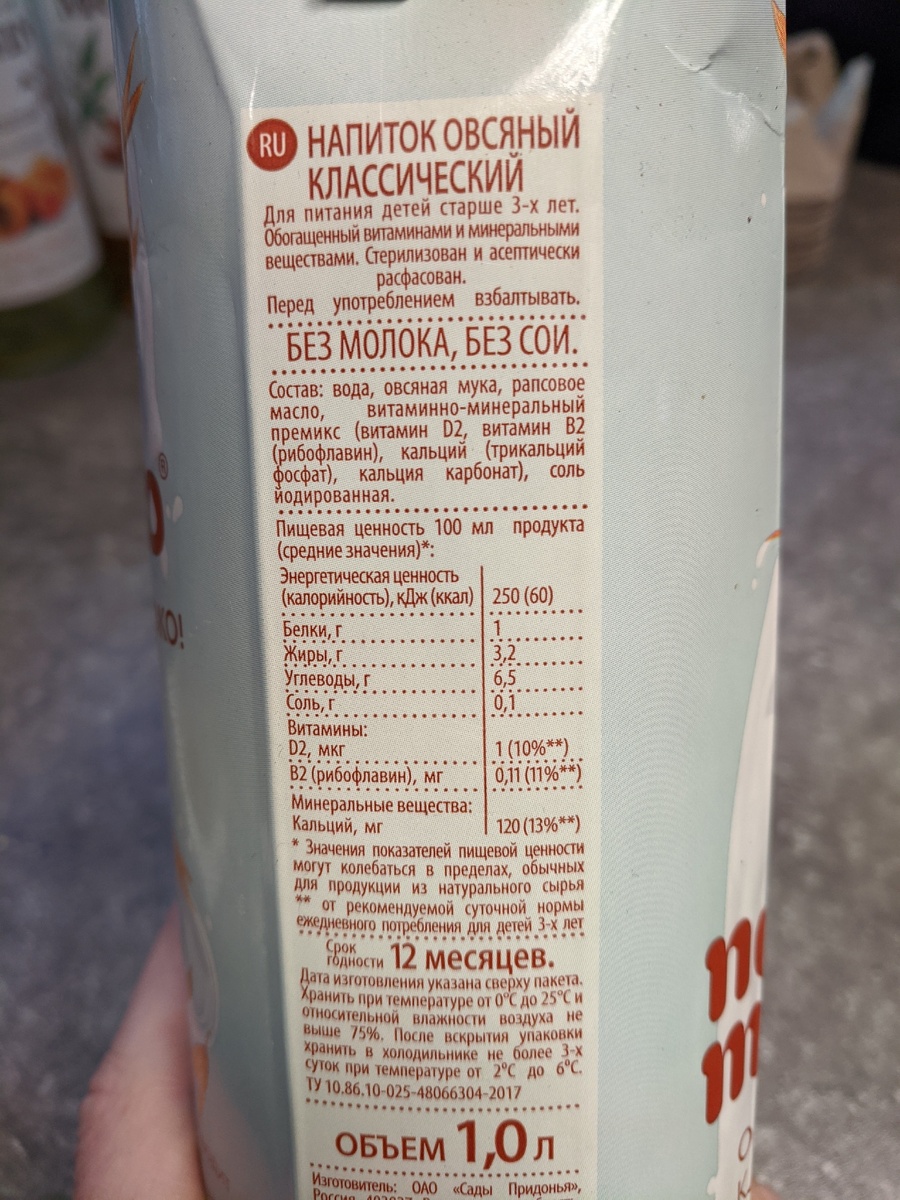 RU НАПИТОК ОВСЯНЫЙ
КЛАССИЧЕСКИЙ
Для питания детей старше 3-х лет.
Обогащенный витаминами и минеральными
веществами. Стерилизован и асептически
расфасован.
Перед употреблением взбалтывать.
БЕЗ МОЛОКА, БЕЗ СОИ.
Состав: вода, овсяная мука, рапсовое
масло, витаминно-минеральный
премикс (витамин D2, витамин B2
(рибофлавин), кальций (трикальций
фосфат), кальция карбонат), соль
йодированная.
Пищевая ценность 100 мл продукта
(средние значения)*:
Энергетическая ценность
(калорийность), кДж (ккал) 250 (60)
Белки, г 1
Жиры, г 3,2
Углеводы, г 6,5
Соль, г 0,1
Витамины:
D2, мкг 1 (10%**)
B2 (рибофлавин), мг 0,11 (11%**)
Минеральные вещества:
Кальций, мг 120 (13%**)
* Значения показателей пищевой ценности
могут колебаться в пределах, обычных
для продукции из натурального сырья
** от рекомендуемой суточной нормы
ежедневного потребления для детей 3-х лет
Срок годности 12 месяцев.
Дата изготовления указана сверху пакета.
Хранить при температуре от 0°C до 25°C и
относительной влажности воздуха не
выше 75%. После вскрытия упаковки
хранить в холодильнике не более 3-х
суток при температуре от 2°C до 6°C.
ТУ 10.86.10-025-48066304-2017
ОБЪЕМ 1,0 л
Изготовитель: ОАО «Сады Придонья»,
Россия